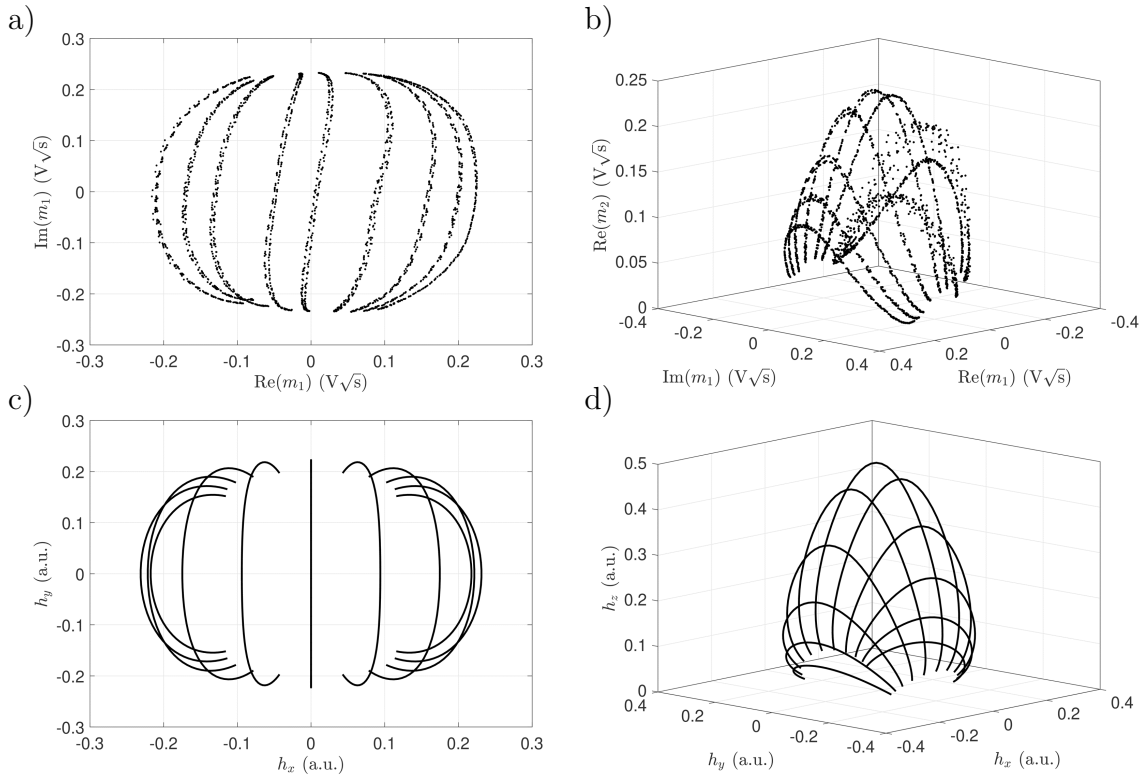 a)
0.3
0.2
0.1
0
-0.1
-0.2
-0.3
-0.3 -0.2 -0.1 0 0.1 0.2 0.3
Im(m₁) (V√s)
Re(m₁) (V√s)
b)
0.25
0.2
0.15
0.1
0.05
0
-0.4 -0.2 0 0.2 0.4
0.4 0.2 0 -0.2 -0.4
Re(m₂) (V√s)
Im(m₁) (V√s)
Re(m₁) (V√s)
c)
0.3
0.2
0.1
0
-0.1
-0.2
-0.3
-0.3 -0.2 -0.1 0 0.1 0.2 0.3
h_y (a.u.)
h_x (a.u.)
d)
0.5
0.4
0.3
0.2
0.1
0
0.4 0.2 0 -0.2 -0.4
-0.4 -0.2 0 0.2 0.4
h_z (a.u.)
h_y (a.u.)
h_x (a.u.)